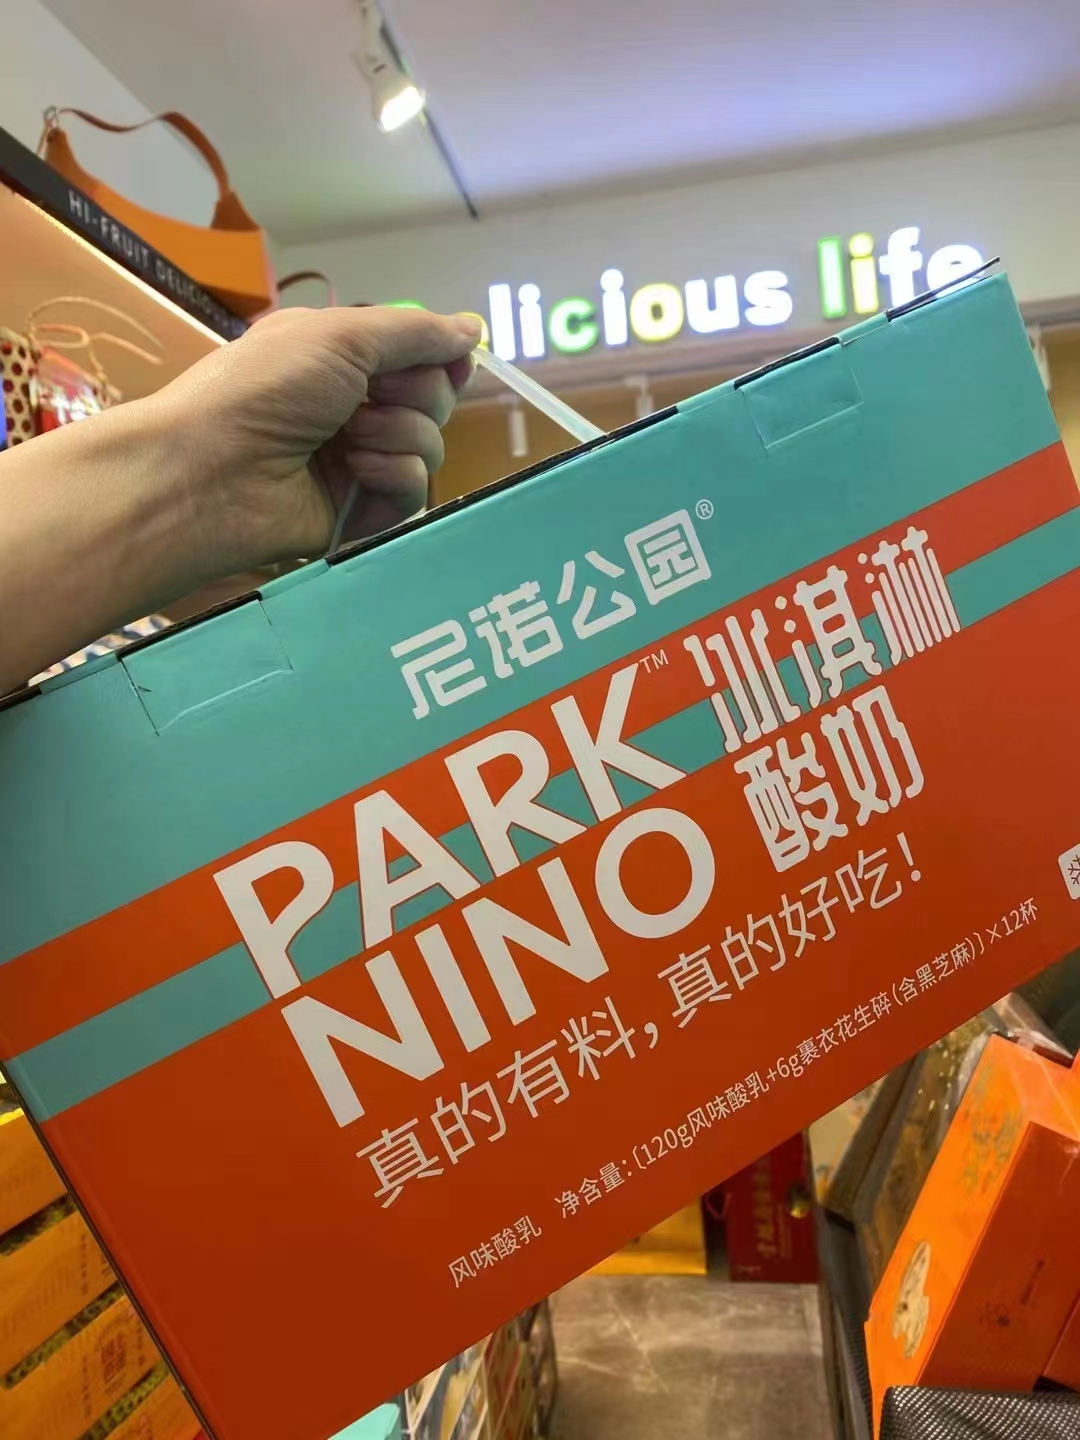 HI-FRUIT DELICIOUS
Delicious life
尼诺公园®
PARK™
NINO
冰淇淋
酸奶
真的有料，真的好吃！
风味酸乳 净含量：〔120g风味酸乳+6g裹衣花生碎（含黑芝麻）〕×12杯